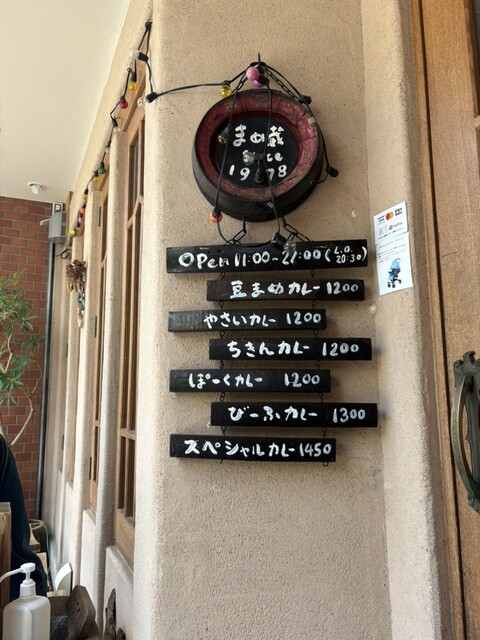 まめ蔵
Since
1978
OPen 11:00~21:00 (L.O. 20:30)
豆まめカレー 1200
やさいカレー 1200
ちきんカレー 1200
ぽーくカレー 1200
びーふカレー 1300
スペシャルカレー 1450